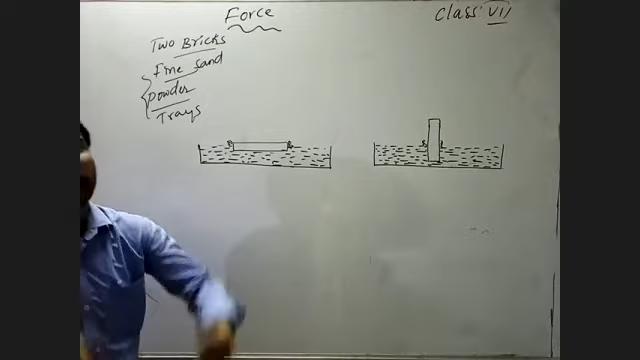 Force
Class VII
Two Bricks
Fine sand
Powder
Trays